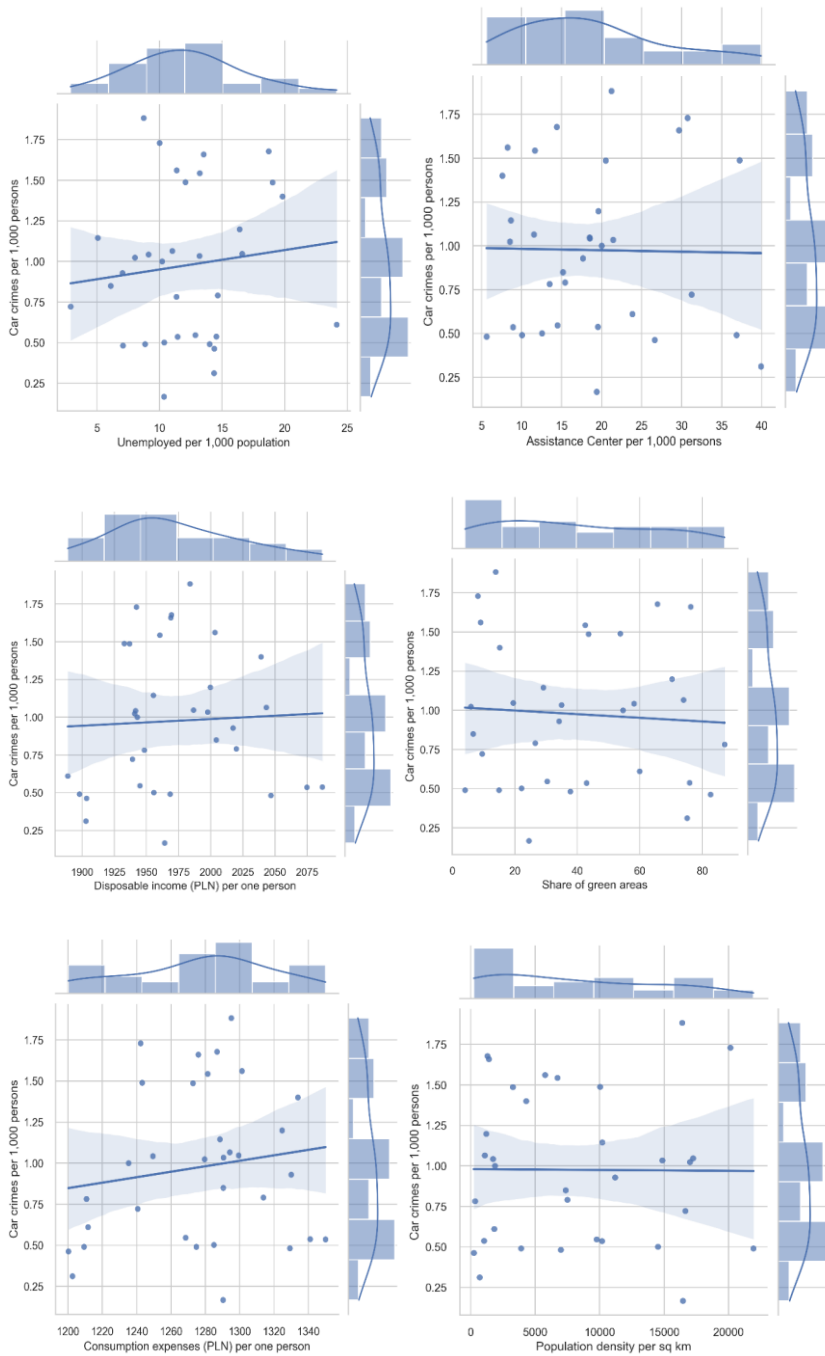 1.75
1.50
1.25
1.00
0.75
0.50
0.25
Car crimes per 1,000 persons
5 10 15 20 25
Unemployed per 1,000 population
1.75
1.50
1.25
1.00
0.75
0.50
0.25
Car crimes per 1,000 persons
5 10 15 20 25 30 35 40
Assistance Center per 1,000 persons
1.75
1.50
1.25
1.00
0.75
0.50
0.25
Car crimes per 1,000 persons
1900 1925 1950 1975 2000 2025 2050 2075
Disposable income (PLN) per one person
1.75
1.50
1.25
1.00
0.75
0.50
0.25
Car crimes per 1,000 persons
0 20 40 60 80
Share of green areas
1.75
1.50
1.25
1.00
0.75
0.50
0.25
Car crimes per 1,000 persons
1200 1220 1240 1260 1280 1300 1320 1340
Consumption expenses (PLN) per one person
1.75
1.50
1.25
1.00
0.75
0.50
0.25
Car crimes per 1,000 persons
0 5000 10000 15000 20000
Population density per sq km